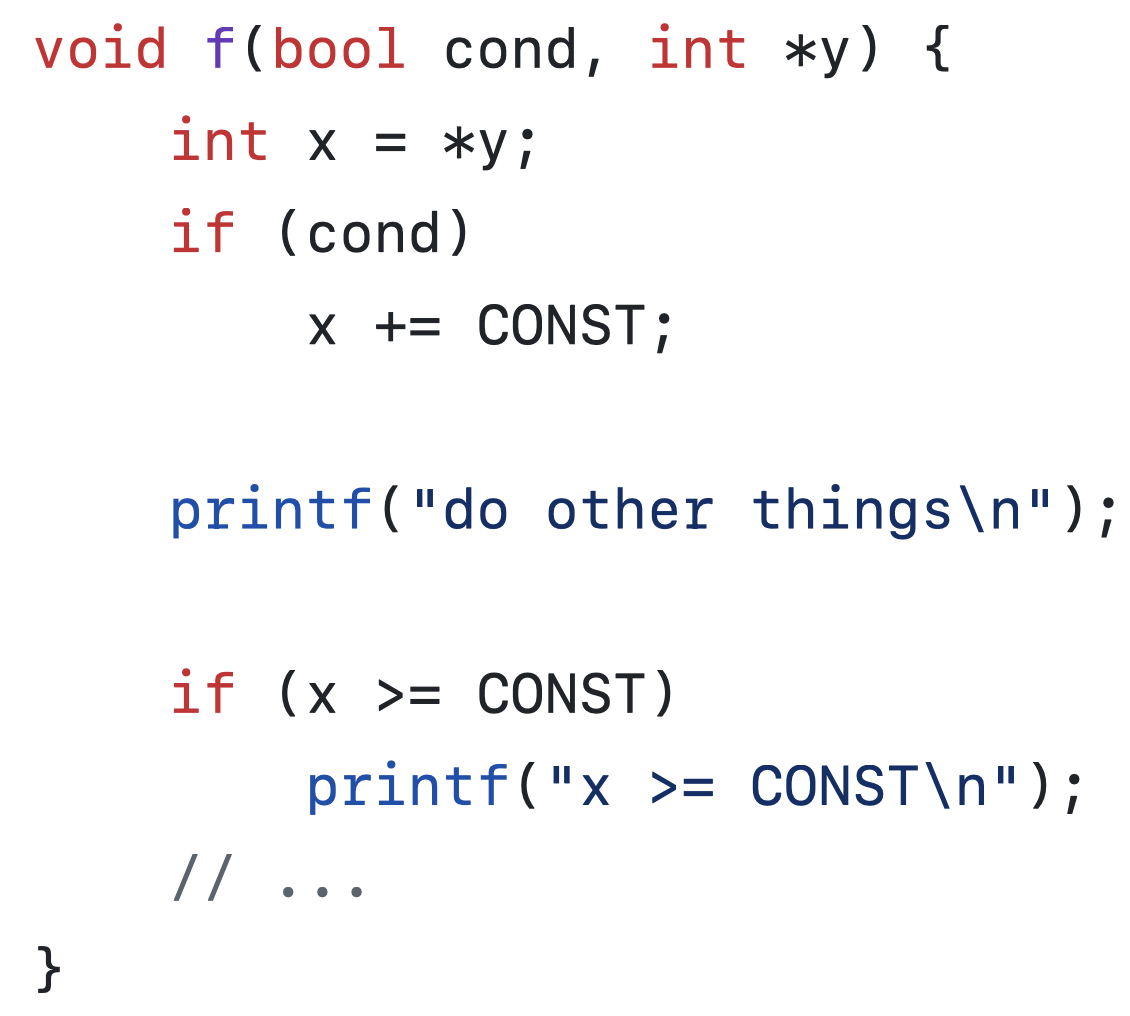 void f(bool cond, int *y) {
    int x = *y;
    if (cond)
        x += CONST;

    printf("do other things\n");

    if (x >= CONST)
        printf("x >= CONST\n");
    // ...
}